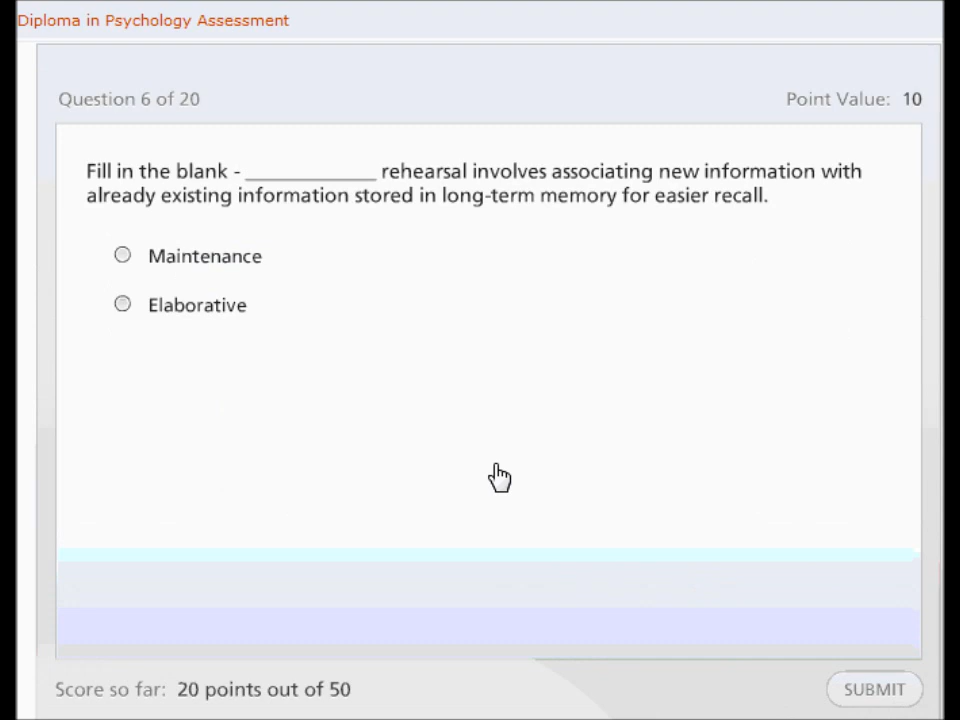 Diploma in Psychology Assessment
Question 6 of 20
Point Value: 10
Fill in the blank - _____________ rehearsal involves associating new information with
already existing information stored in long-term memory for easier recall.
Maintenance
Elaborative
Score so far: 20 points out of 50
SUBMIT